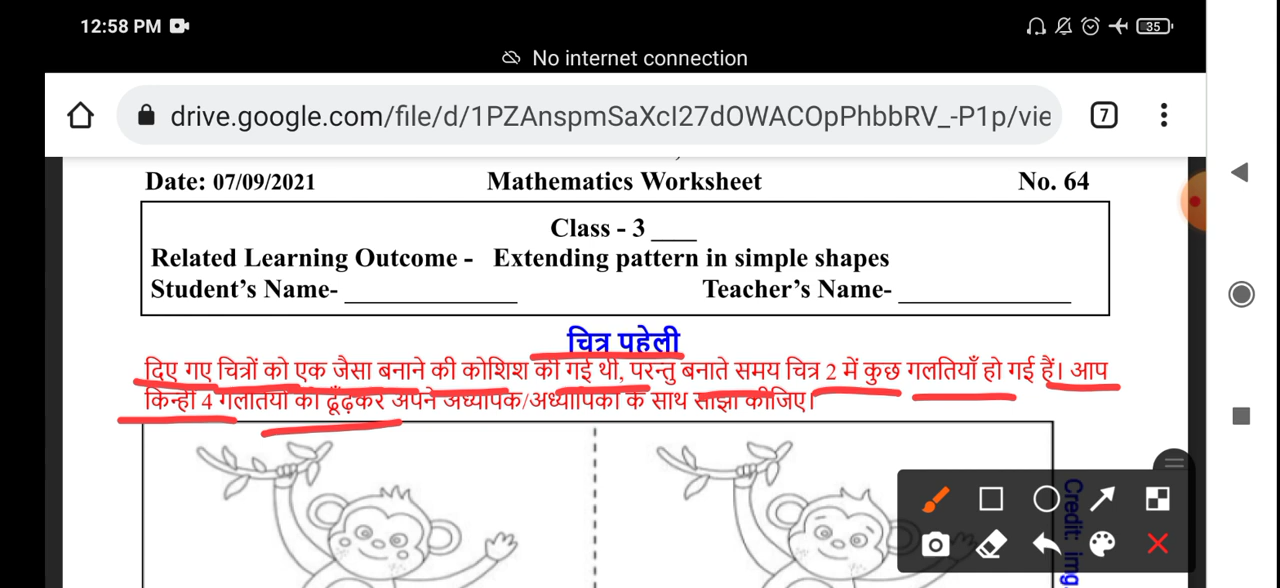 12:58 PM
35
No internet connection
drive.google.com/file/d/1PZAnspmSaXcI27dOWACOpPhbbRV_-P1p/vie
7
Date: 07/09/2021 Mathematics Worksheet No. 64
Class - 3 ____
Related Learning Outcome - Extending pattern in simple shapes
Student’s Name- _____________ Teacher’s Name- _____________
चित्र पहेली
दिए गए चित्रों को एक जैसा बनाने की कोशिश की गई थी, परन्तु बनाते समय चित्र 2 में कुछ गलतियाँ हो गई हैं। आप
किन्ही 4 गलतियों को ढूँढ़कर अपने अध्यापक/अध्यापिका के साथ साझा कीजिए।
Credit: img